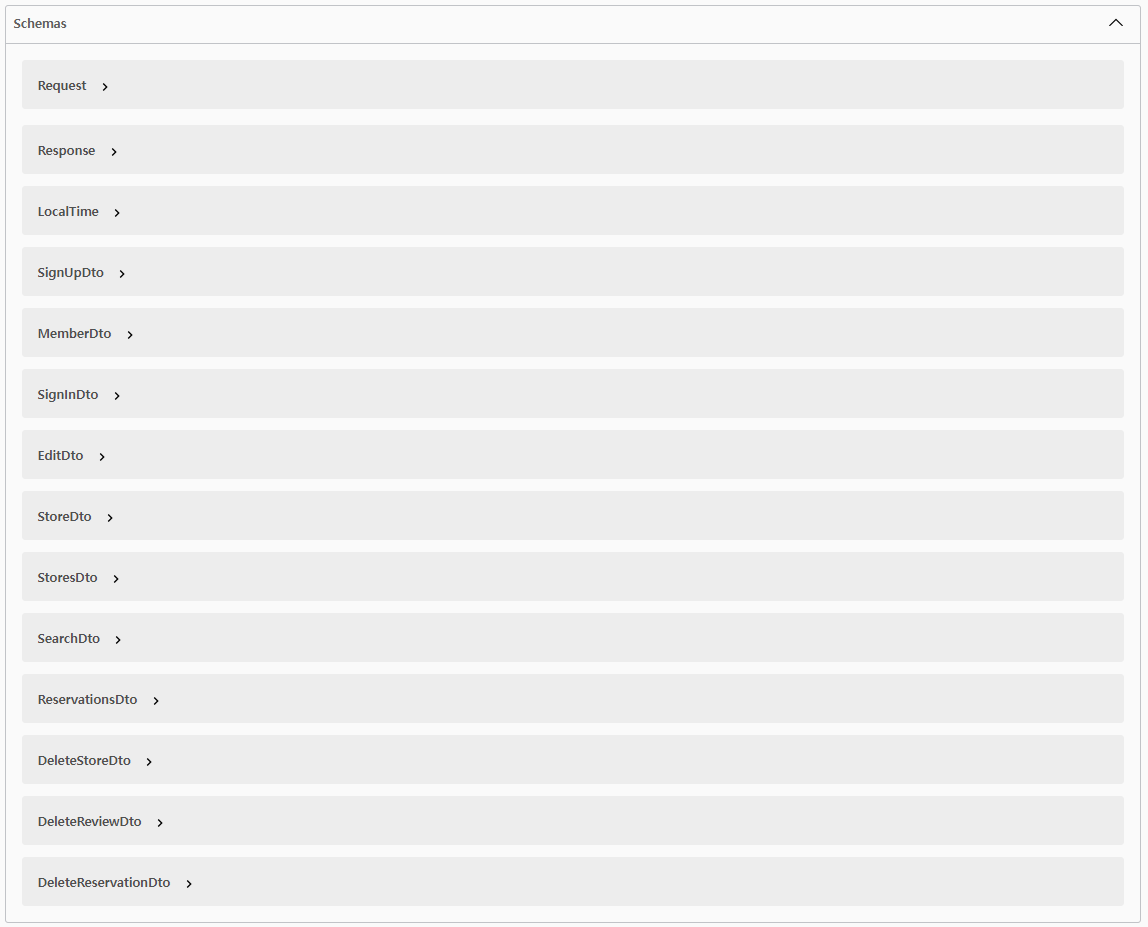 Schemas
Request
Response
LocalTime
SignUpDto
MemberDto
SignInDto
EditDto
StoreDto
StoresDto
SearchDto
ReservationsDto
DeleteStoreDto
DeleteReviewDto
DeleteReservationDto